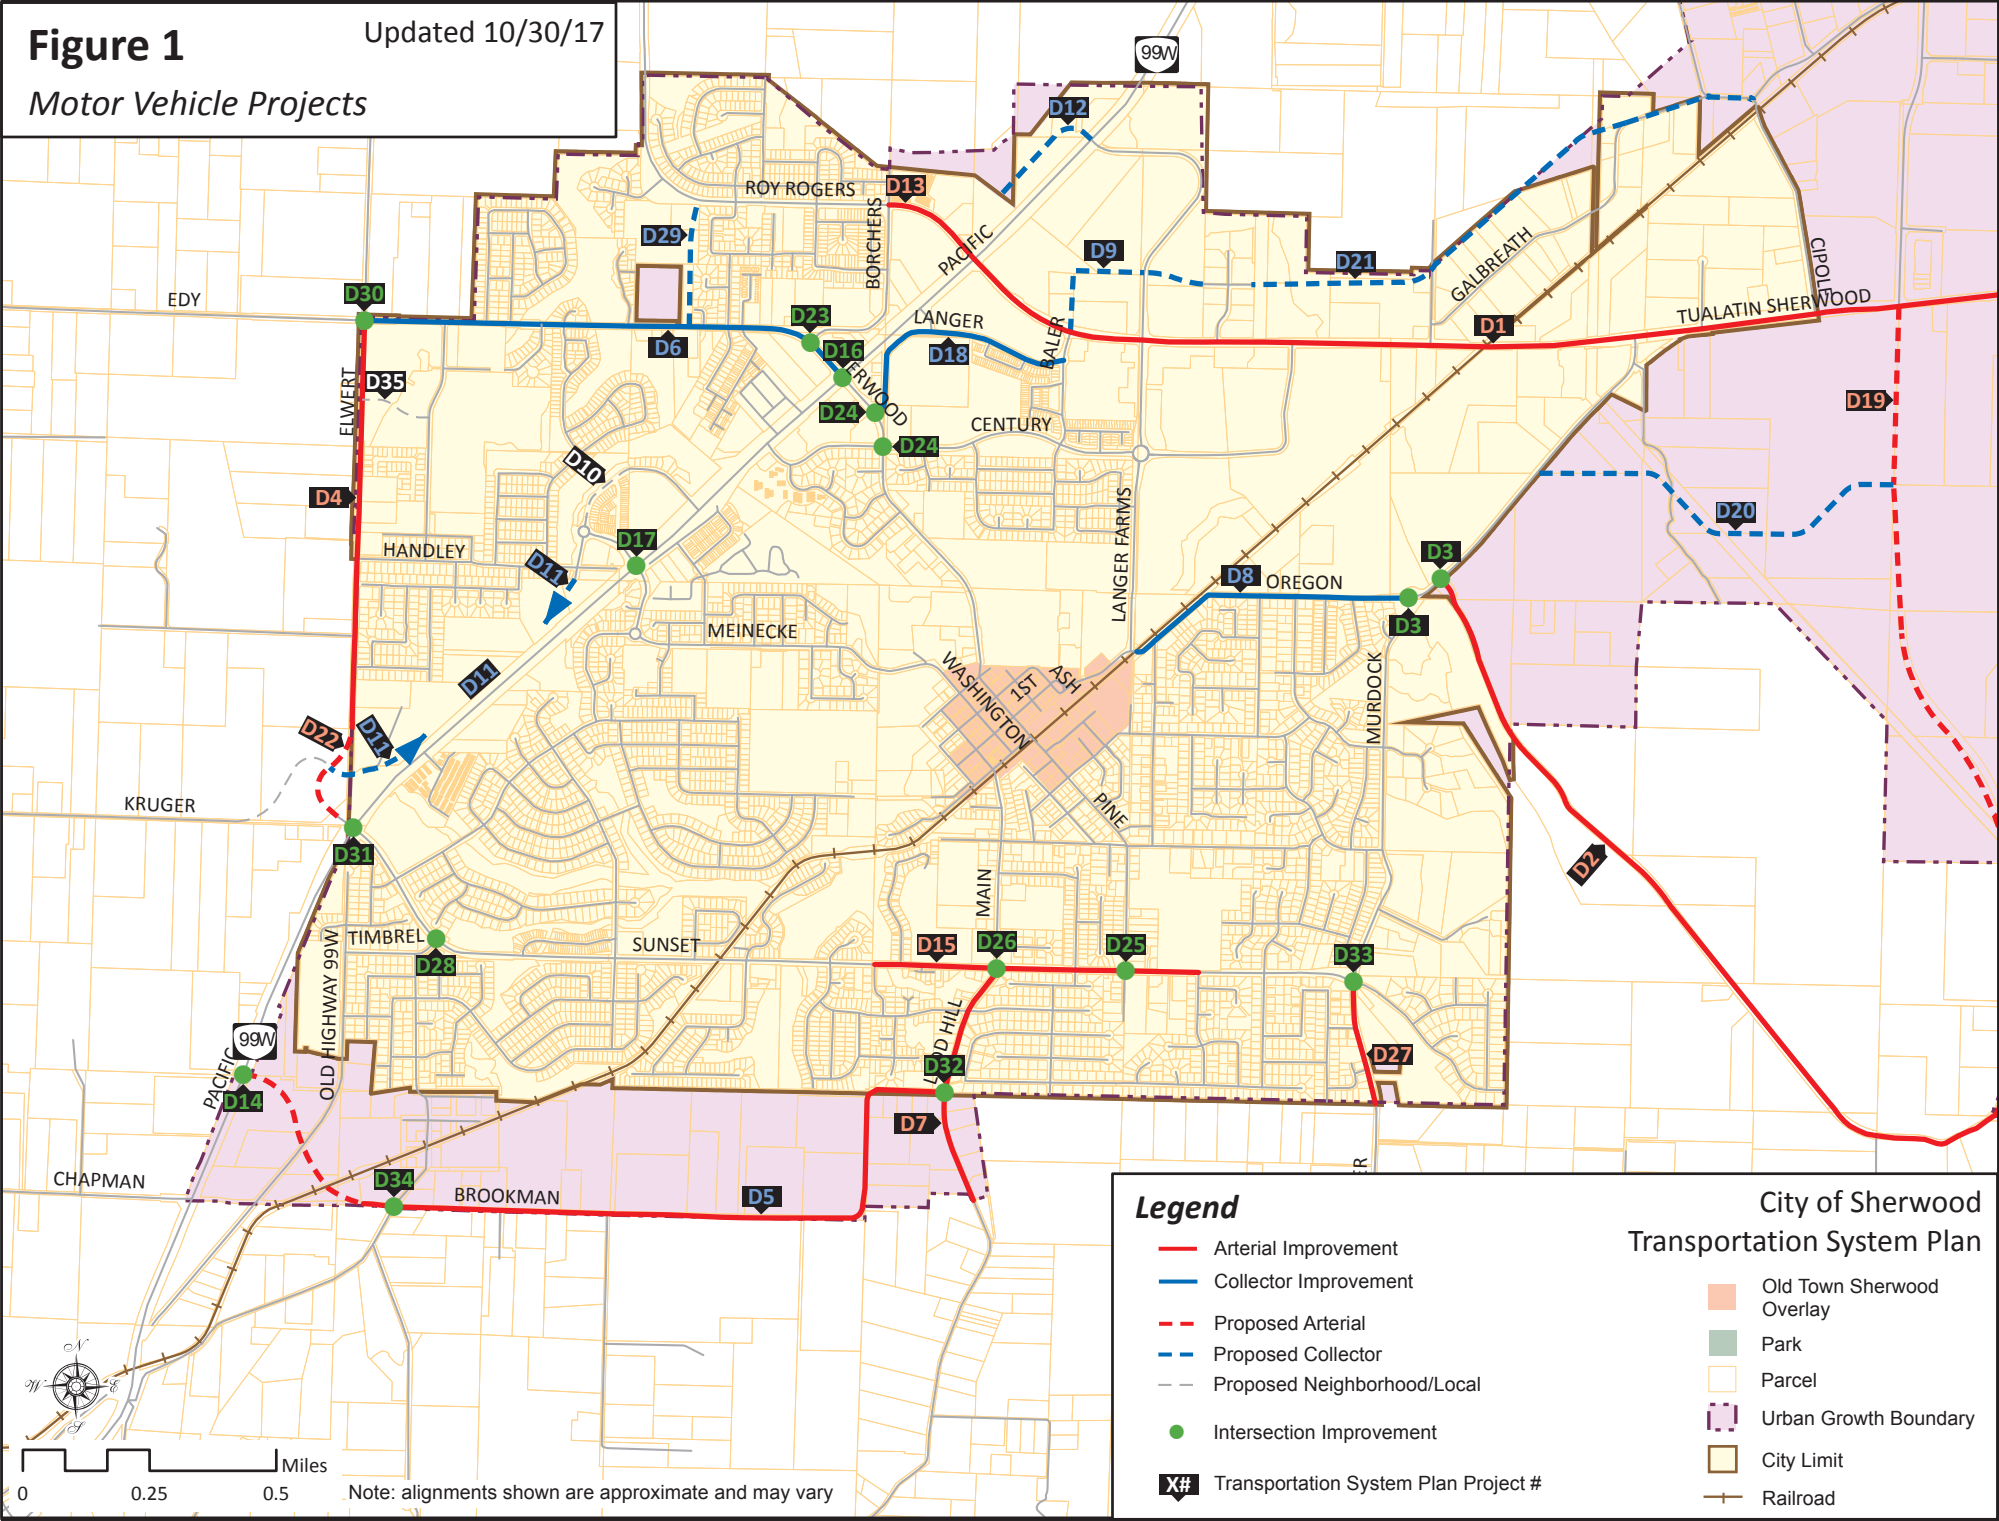 Figure 1
Updated 10/30/17
Motor Vehicle Projects
99W
D12
ROY ROGERS
D13
D29
BORCHERS
PACIFIC
D9
D21
GALBREATH
CIPOLE
EDY
D30
D23
LANGER
TUALATIN SHERWOOD
D1
D6
D16
D18
BALER
ELWERT
D35
ERWOOD
D24
CENTURY
D24
D19
D10
D4
D20
HANDLEY
D17
LANGER FARMS
D3
D11
D8
OREGON
D3
MEINECKE
WASHINGTON
1ST
ASH
MURDOCK
D11
D22
D11
KRUGER
PINE
D31
D2
MAIN
TIMBREL
SUNSET
D15
D26
D25
D33
D28
OLD HIGHWAY 99W
99W
PACIFIC
D14
D HILL
D32
D27
D7
CHAPMAN
D34
BROOKMAN
D5
ER
Legend
Arterial Improvement
Collector Improvement
Proposed Arterial
Proposed Collector
Proposed Neighborhood/Local
Intersection Improvement
X# Transportation System Plan Project #
City of Sherwood
Transportation System Plan
Old Town Sherwood
Overlay
Park
Parcel
Urban Growth Boundary
City Limit
Railroad
N
W
E
S
Miles
0 0.25 0.5
Note: alignments shown are approximate and may vary